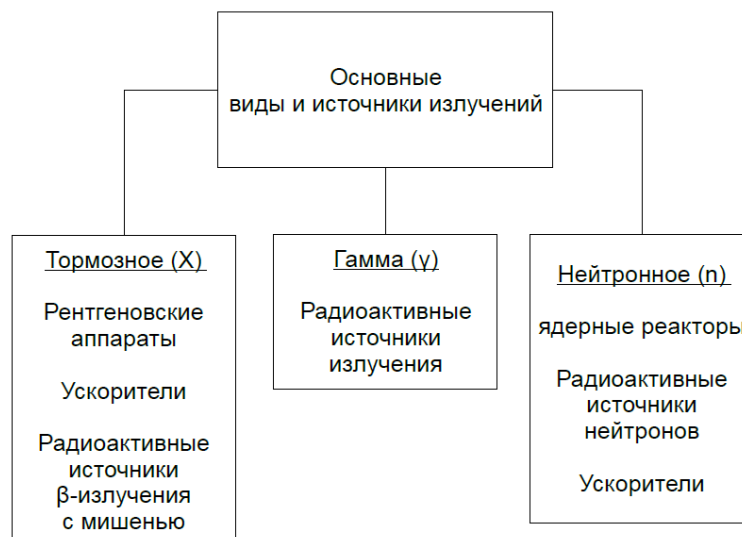 Основные
виды и источники излучений
Тормозное (X)
Рентгеновские
аппараты
Ускорители
Радиоактивные
источники
β-излучения
с мишенью
Гамма (γ)
Радиоактивные
источники
излучения
Нейтронное (n)
ядерные реакторы
Радиоактивные
источники
нейтронов
Ускорители